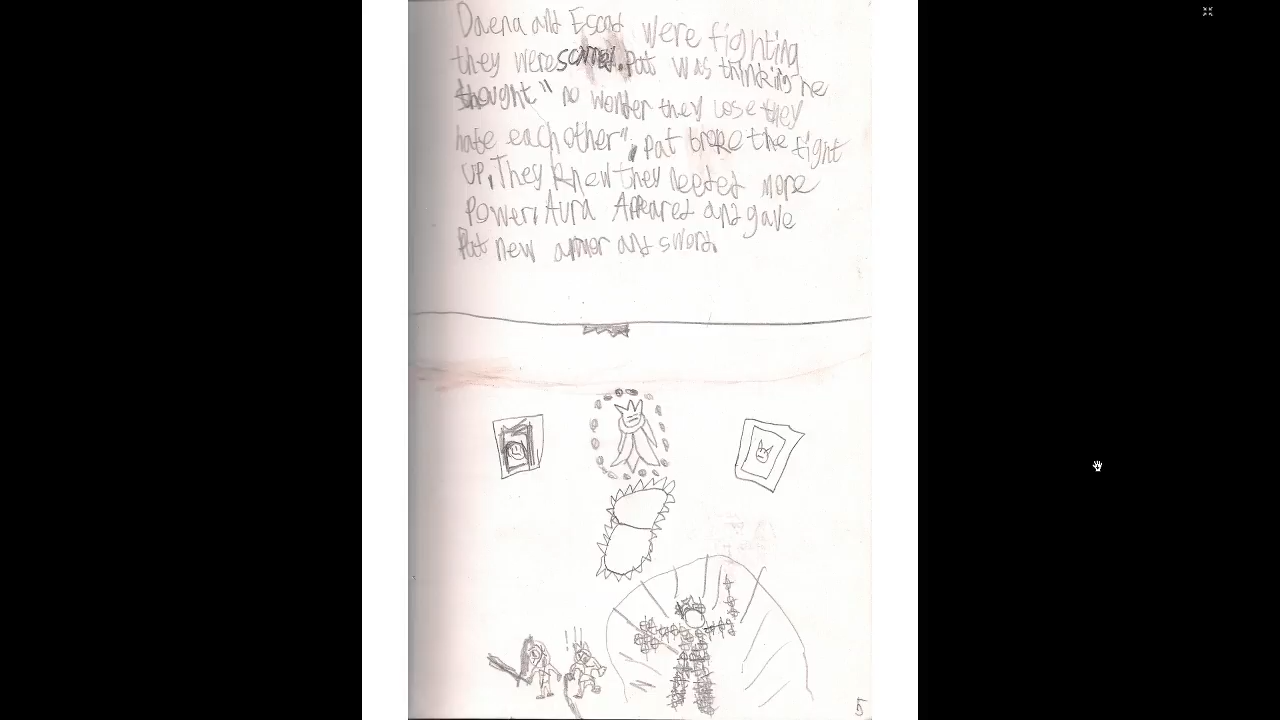 Daena and Escod were fighting
they were scared. Pat was thinking he
thought " no wonder they lose they
hate each other", Pat broke the fight
up, They knew they needed more
Power, Aura Appeared and gave
Pat new armor and sword.
!!!
5